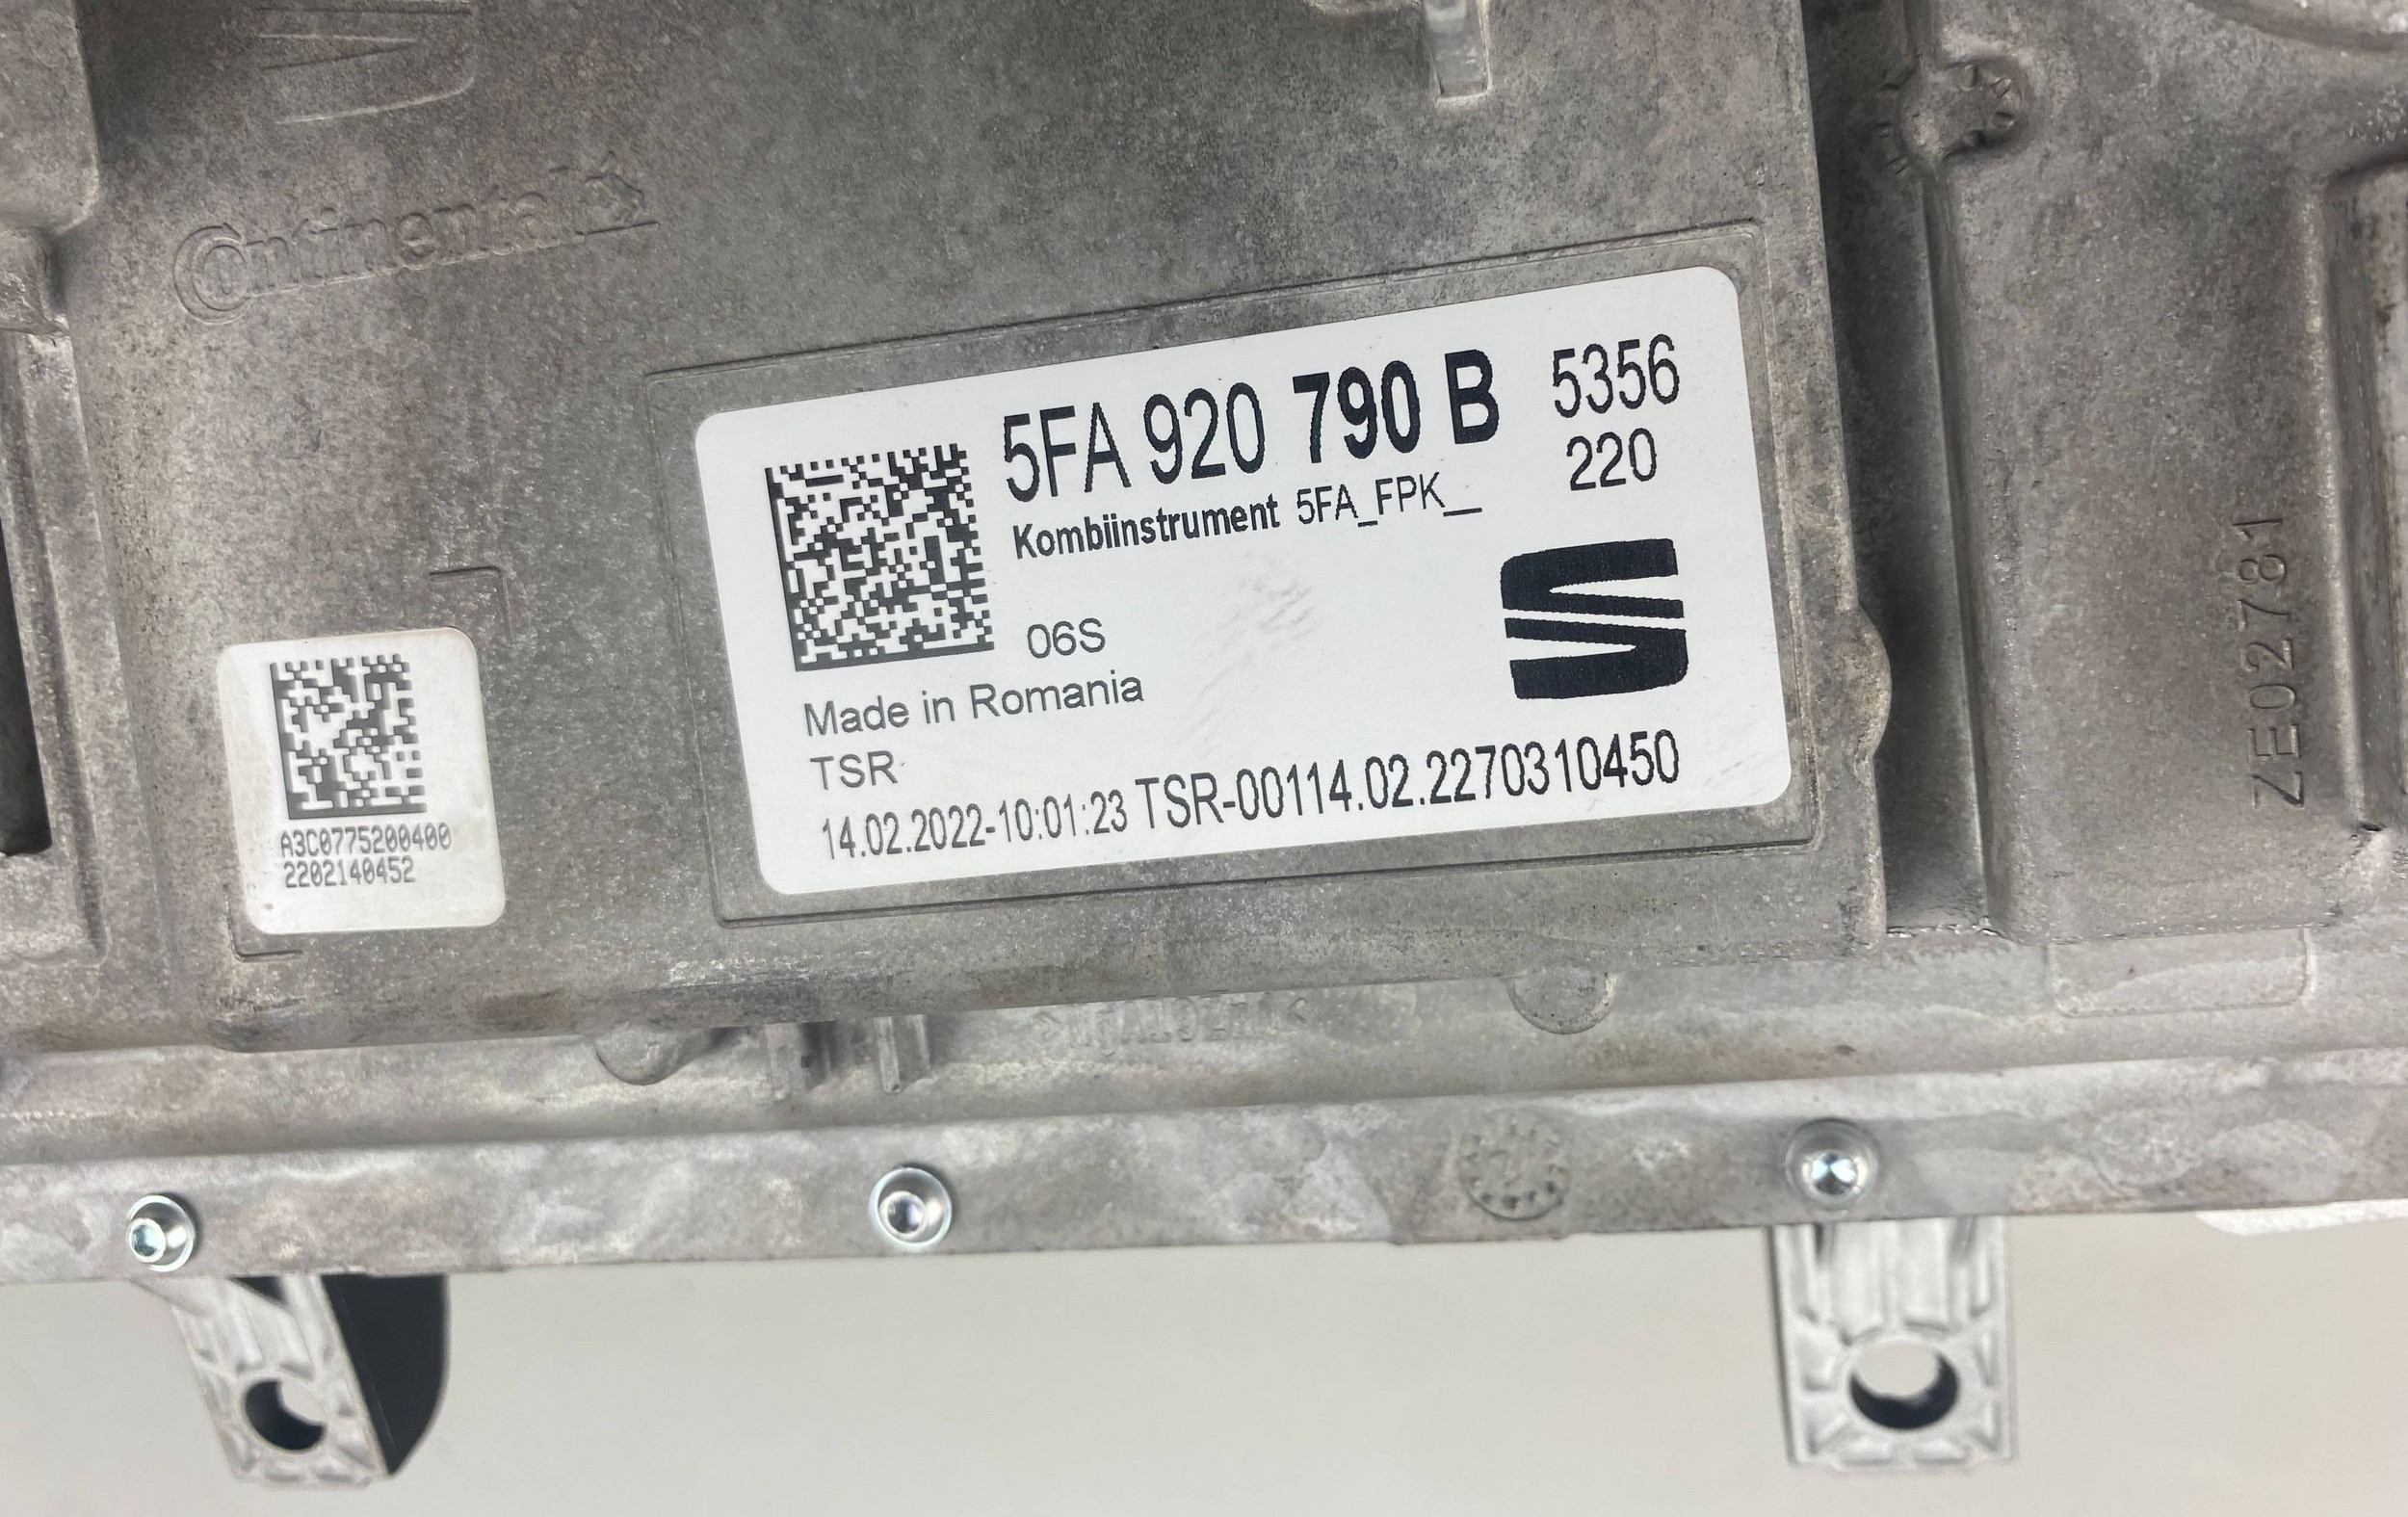 Continental
5FA 920 790 B 5356
220
Kombiinstrument 5FA_FPK__
06S
Made in Romania
TSR
14.02.2022-10:01:23 TSR-00114.02.2270310450
A3C0775200400
2202140452
ZE02781